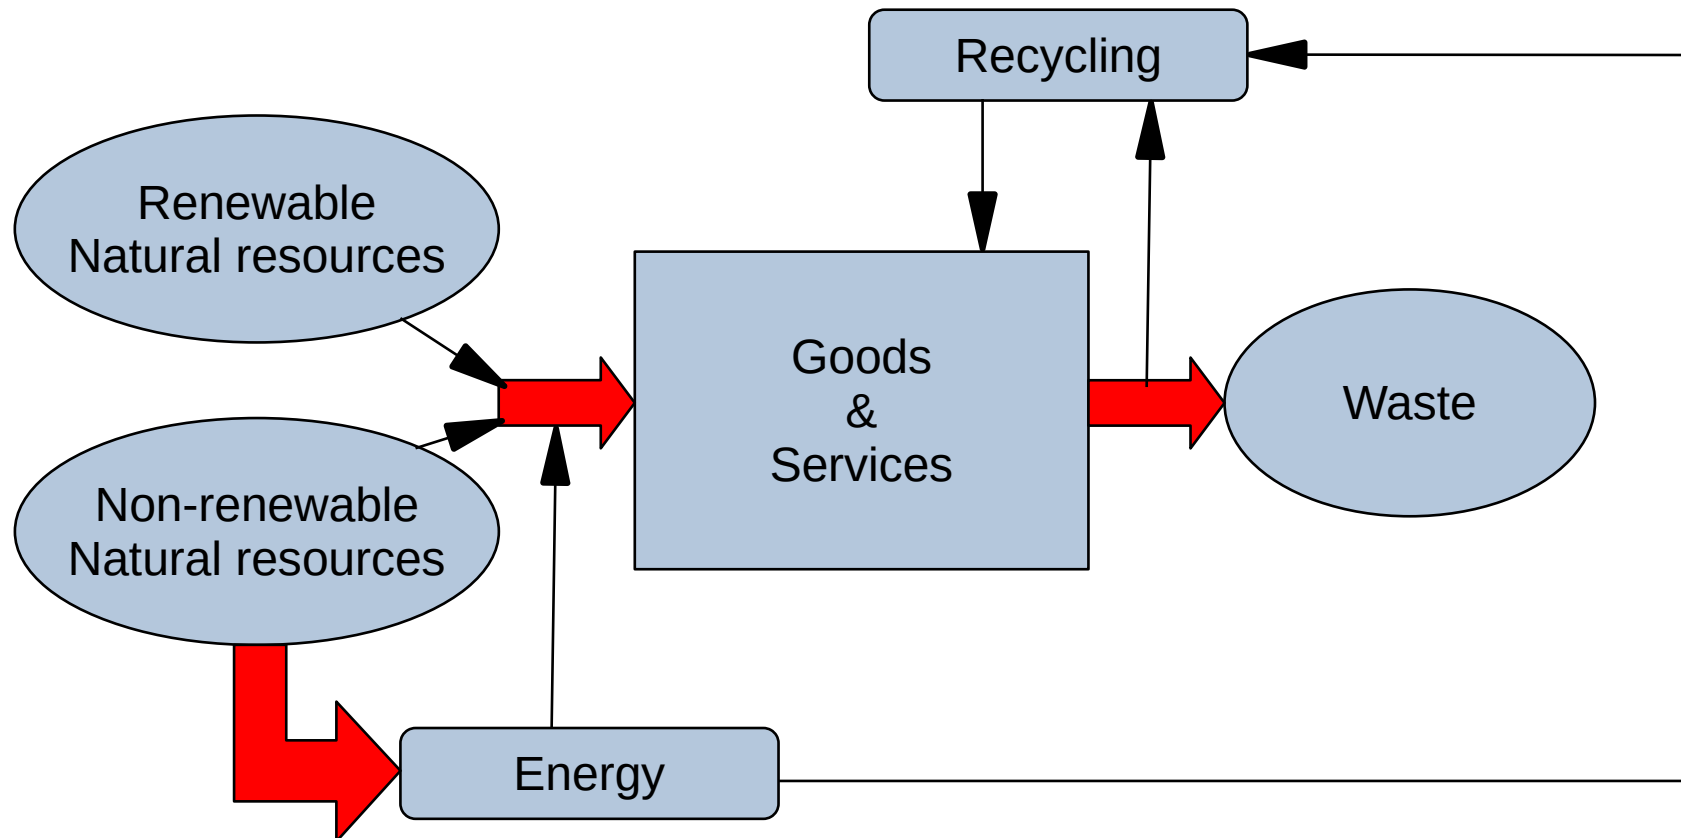 Recycling
Renewable
Natural resources
Goods
&
Services
Waste
Non-renewable
Natural resources
Energy